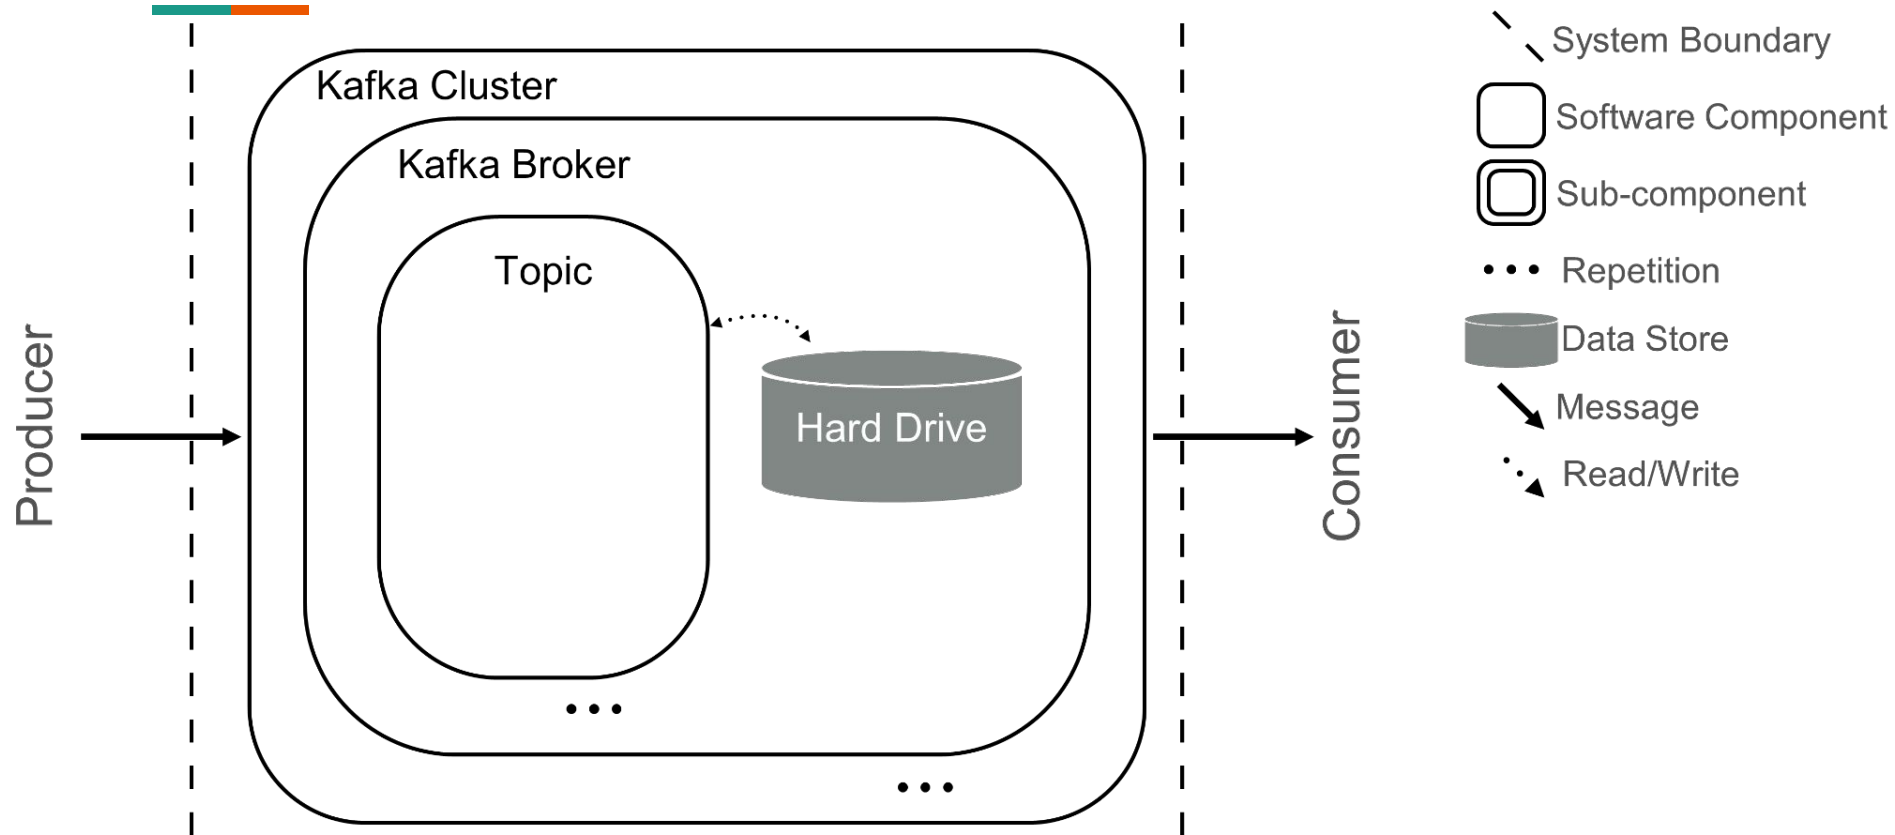 Kafka Cluster
Kafka Broker
Topic
Hard Drive
Producer
Consumer
System Boundary
Software Component
Sub-component
Repetition
Data Store
Message
Read/Write